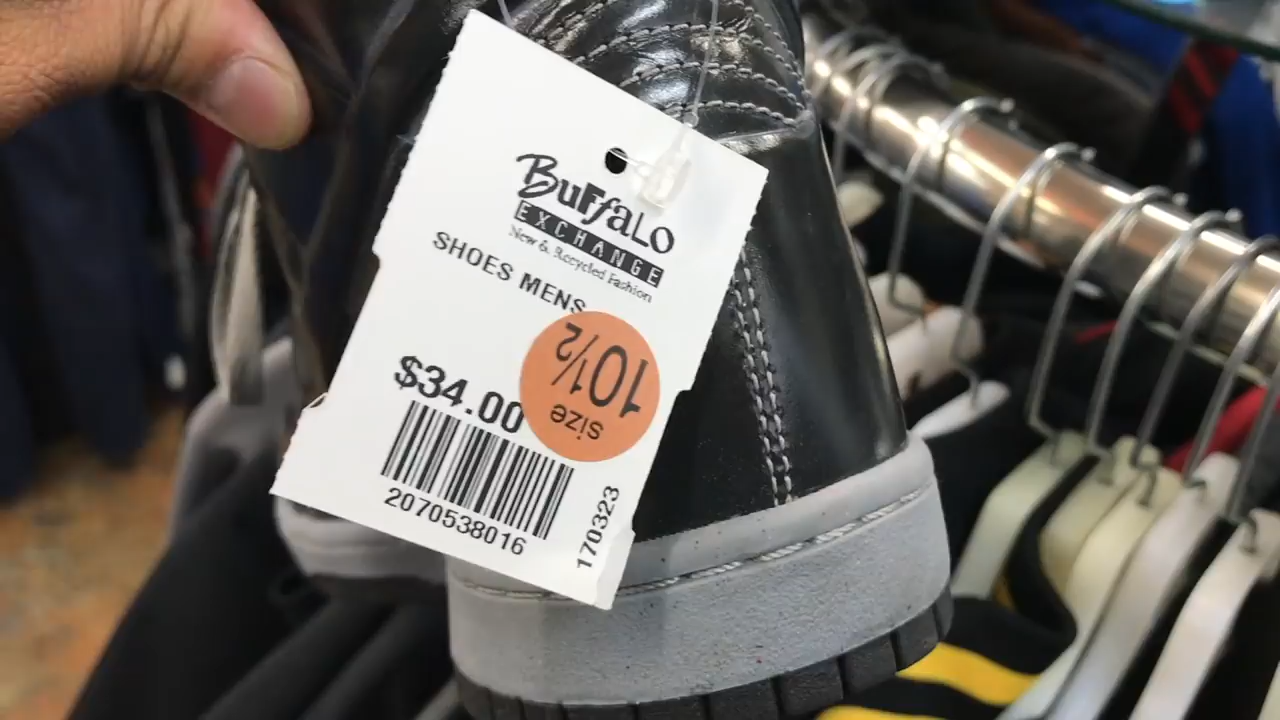 BuFfaLO
EXCHANGE
New & Recycled Fashion
SHOES MENS
size
10½
$34.00
2070538016
170323